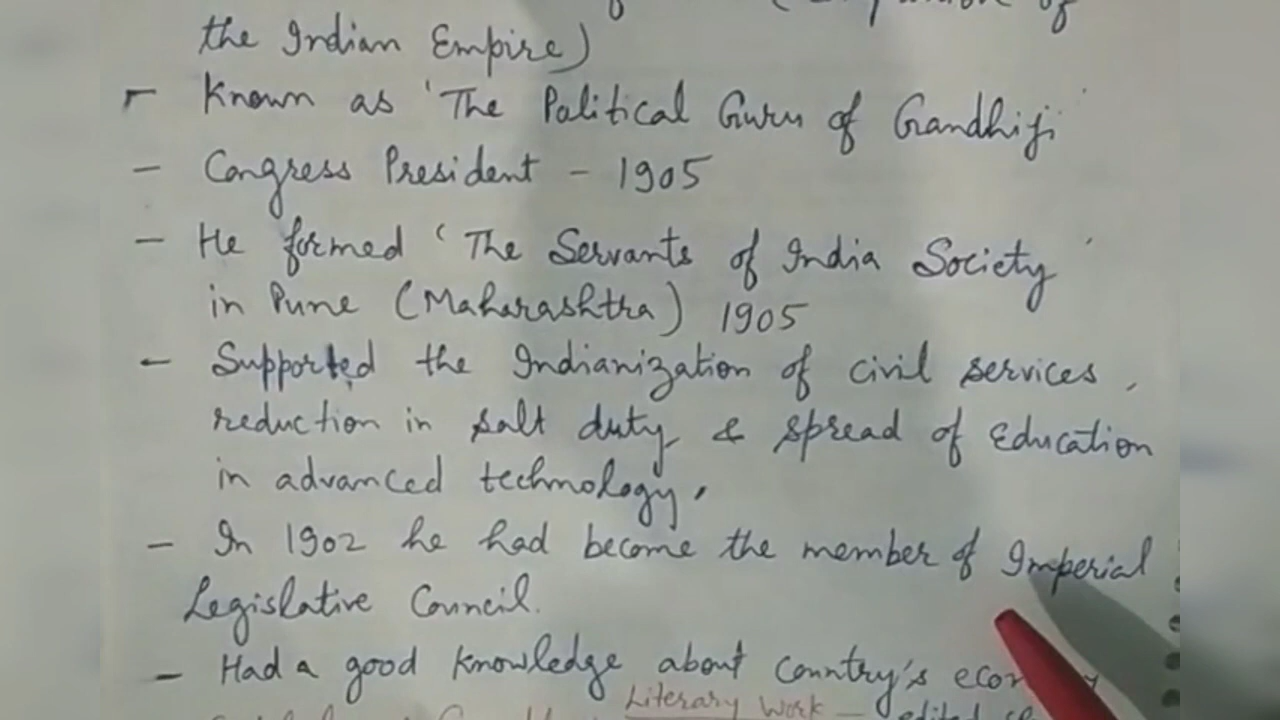 of
the Indian Empire)
- Known as 'The Political Guru of Gandhiji
- Congress President - 1905
- He formed 'The Servants of India Society'
in Pune (Maharashtra) 1905
- Supported the Indianization of civil services,
reduction in salt duty & spread of Education
in advanced technology.
- In 1902 he had become the member of Imperial
Legislative Council.
- Had a good knowledge about Country's
Literary Work - edited